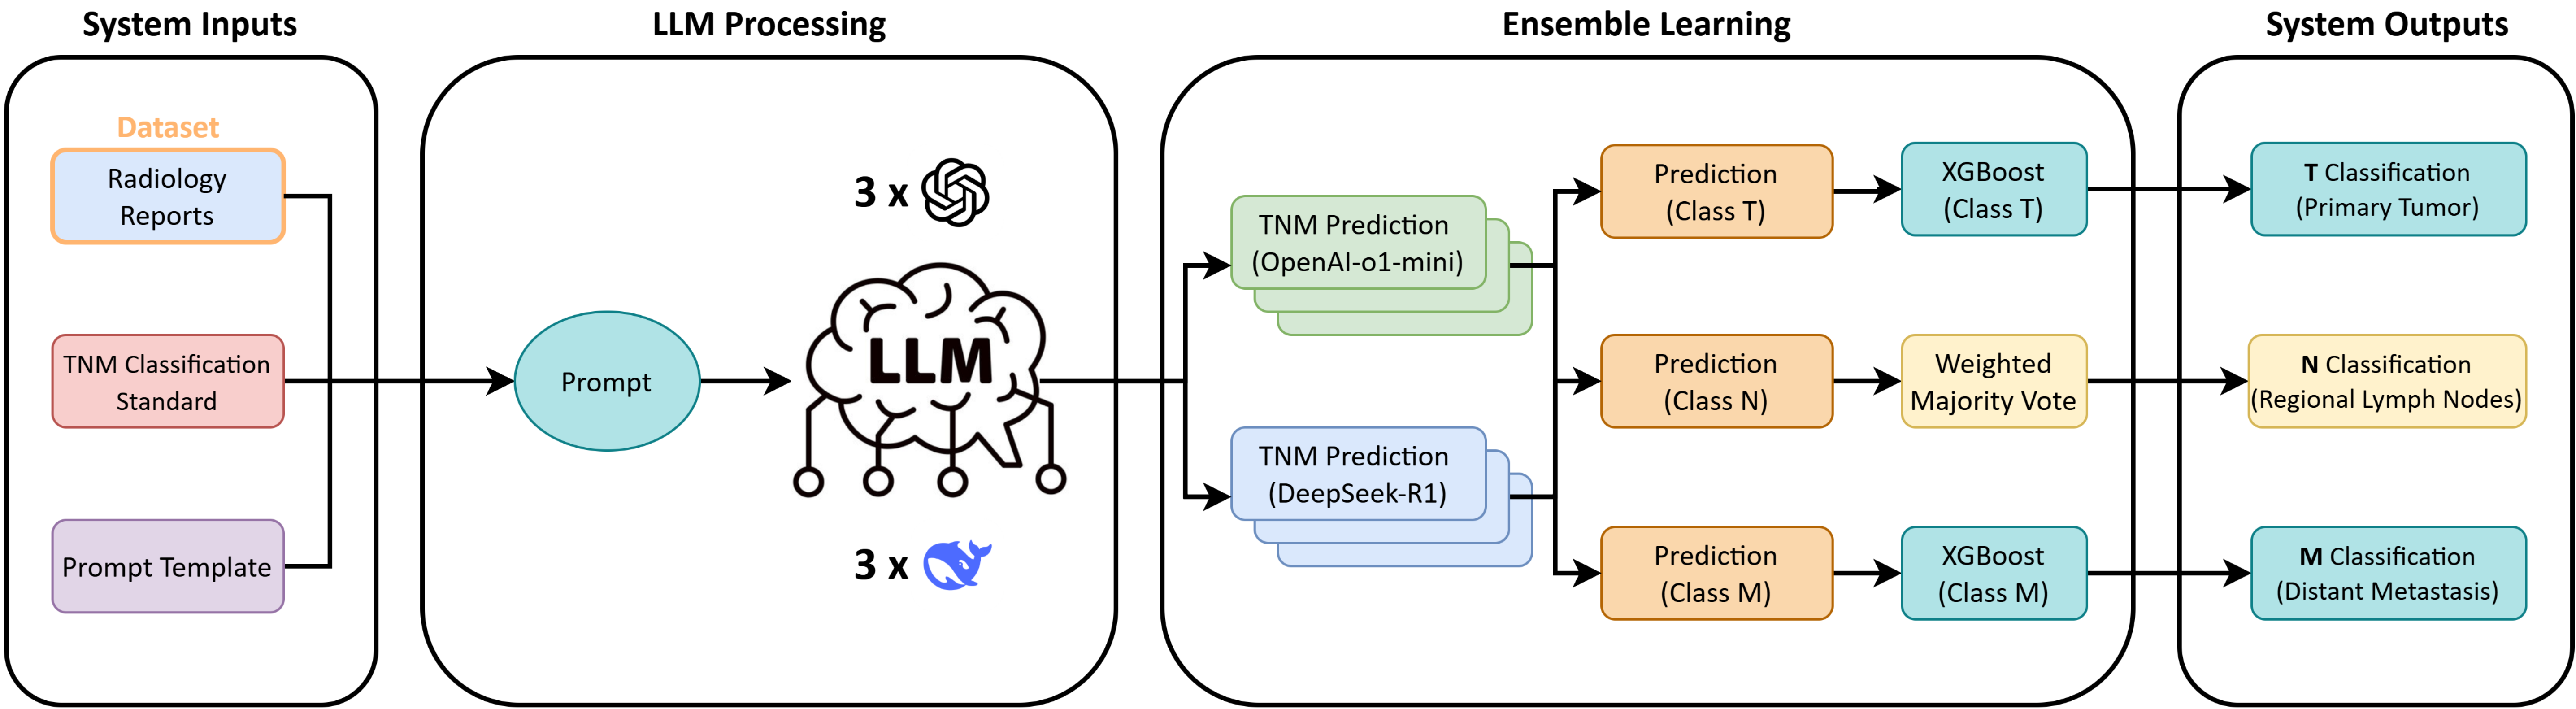 System Inputs
Dataset
Radiology
Reports
TNM Classification
Standard
Prompt Template
LLM Processing
3 x
Prompt
LLM
3 x
Ensemble Learning
TNM Prediction
(OpenAI-o1-mini)
TNM Prediction
(DeepSeek-R1)
Prediction
(Class T)
XGBoost
(Class T)
Prediction
(Class N)
Weighted
Majority Vote
Prediction
(Class M)
XGBoost
(Class M)
System Outputs
T Classification
(Primary Tumor)
N Classification
(Regional Lymph Nodes)
M Classification
(Distant Metastasis)